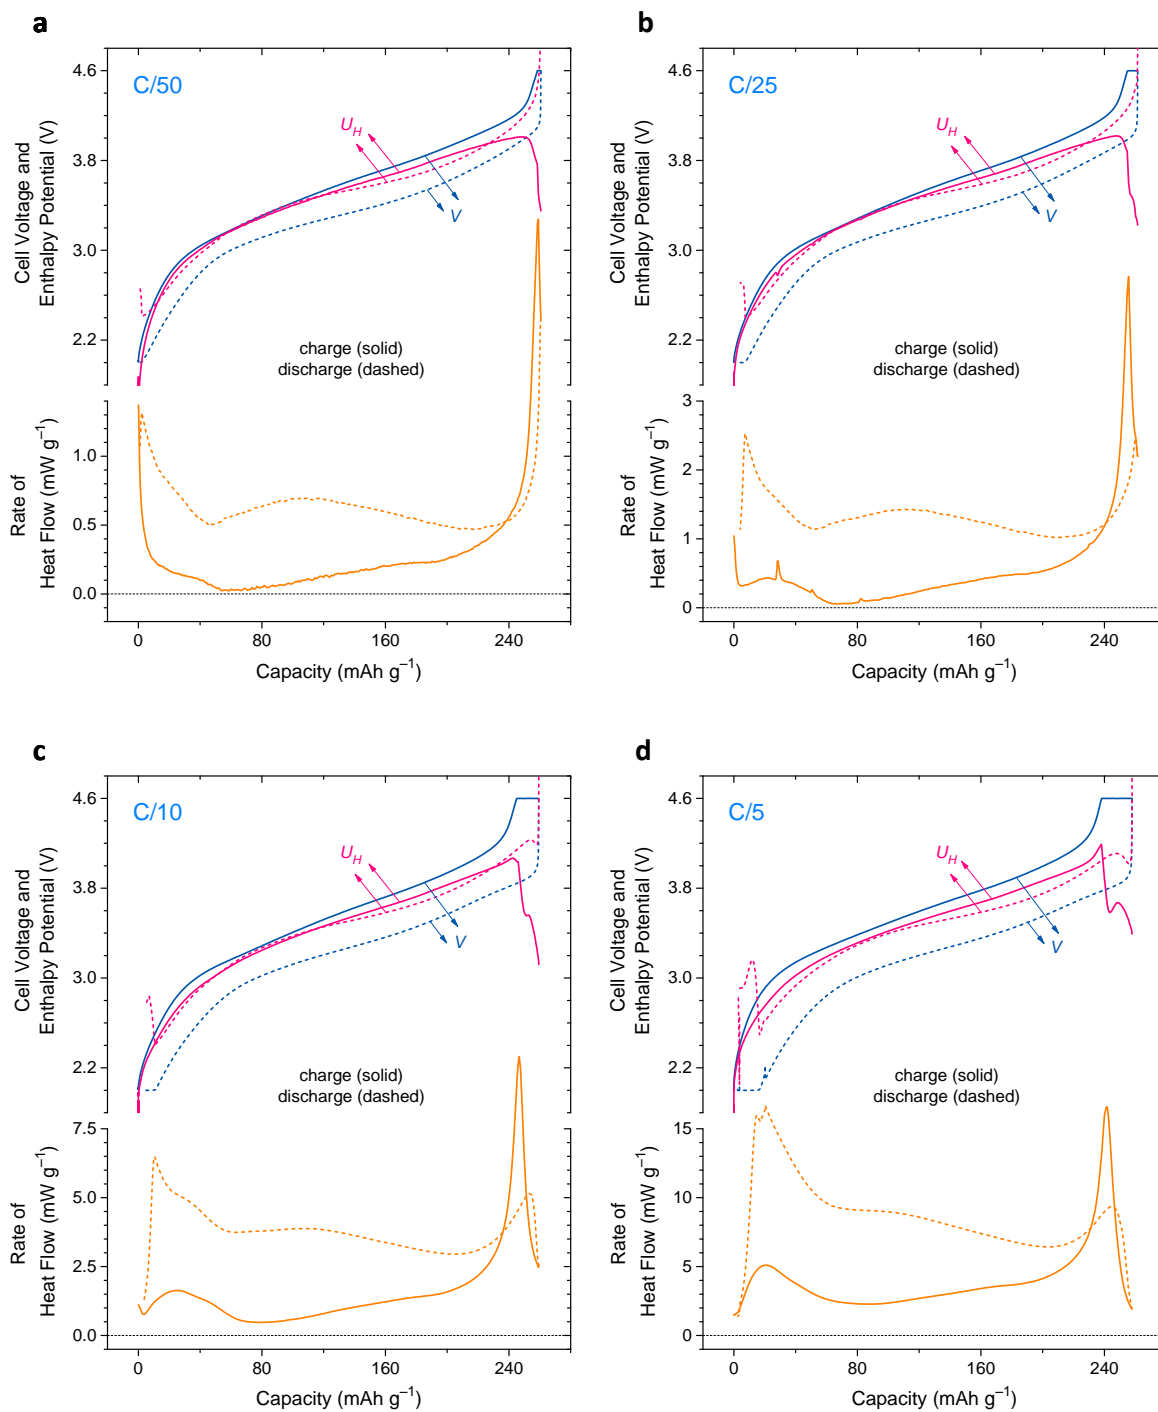 a
C/50
4.6
3.8
3.0
2.2
Cell Voltage and
Enthalpy Potential (V)
U_H
V
charge (solid)
discharge (dashed)
1.0
0.5
0.0
Rate of
Heat Flow (mW g⁻¹)
0
80
160
240
Capacity (mAh g⁻¹)
b
C/25
4.6
3.8
3.0
2.2
Cell Voltage and
Enthalpy Potential (V)
U_H
V
charge (solid)
discharge (dashed)
3
2
1
0
Rate of
Heat Flow (mW g⁻¹)
0
80
160
240
Capacity (mAh g⁻¹)
c
C/10
4.6
3.8
3.0
2.2
Cell Voltage and
Enthalpy Potential (V)
U_H
V
charge (solid)
discharge (dashed)
7.5
5.0
2.5
0.0
Rate of
Heat Flow (mW g⁻¹)
0
80
160
240
Capacity (mAh g⁻¹)
d
C/5
4.6
3.8
3.0
2.2
Cell Voltage and
Enthalpy Potential (V)
U_H
V
charge (solid)
discharge (dashed)
15
10
5
0
Rate of
Heat Flow (mW g⁻¹)
0
80
160
240
Capacity (mAh g⁻¹)